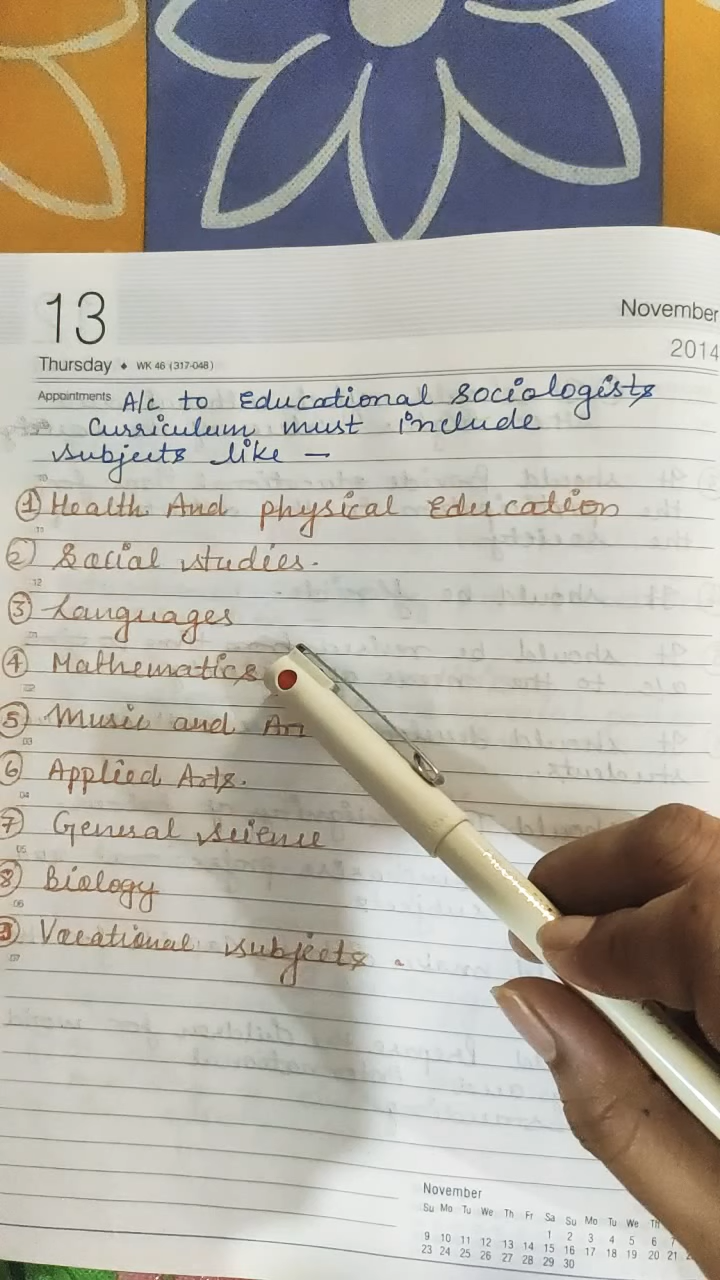 13
November
2014
Thursday ♦ WK 46 (317-048)
Appointments A/c to Educational sociologists
Curriculum must include
subjects like —
① Health And physical Education
② Social studies.
③ Languages
④ Mathematics
⑤ Music and Art
⑥ Applied Arts.
⑦ General science
⑧ Biology
⑨ Vocational subjects.
November
Su Mo Tu We Th Fr Sa Su Mo Tu We Th
1 2 3 4 5 6 7
9 10 11 12 13 14 15 16 17 18 19 20 21
23 24 25 26 27 28 29 30